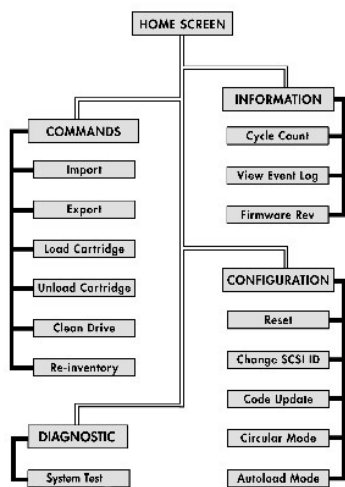 HOME SCREEN
COMMANDS
Import
Export
Load Cartridge
Unload Cartridge
Clean Drive
Re-inventory
DIAGNOSTIC
System Test
INFORMATION
Cycle Count
View Event Log
Firmware Rev
CONFIGURATION
Reset
Change SCSI ID
Code Update
Circular Mode
Autoload Mode